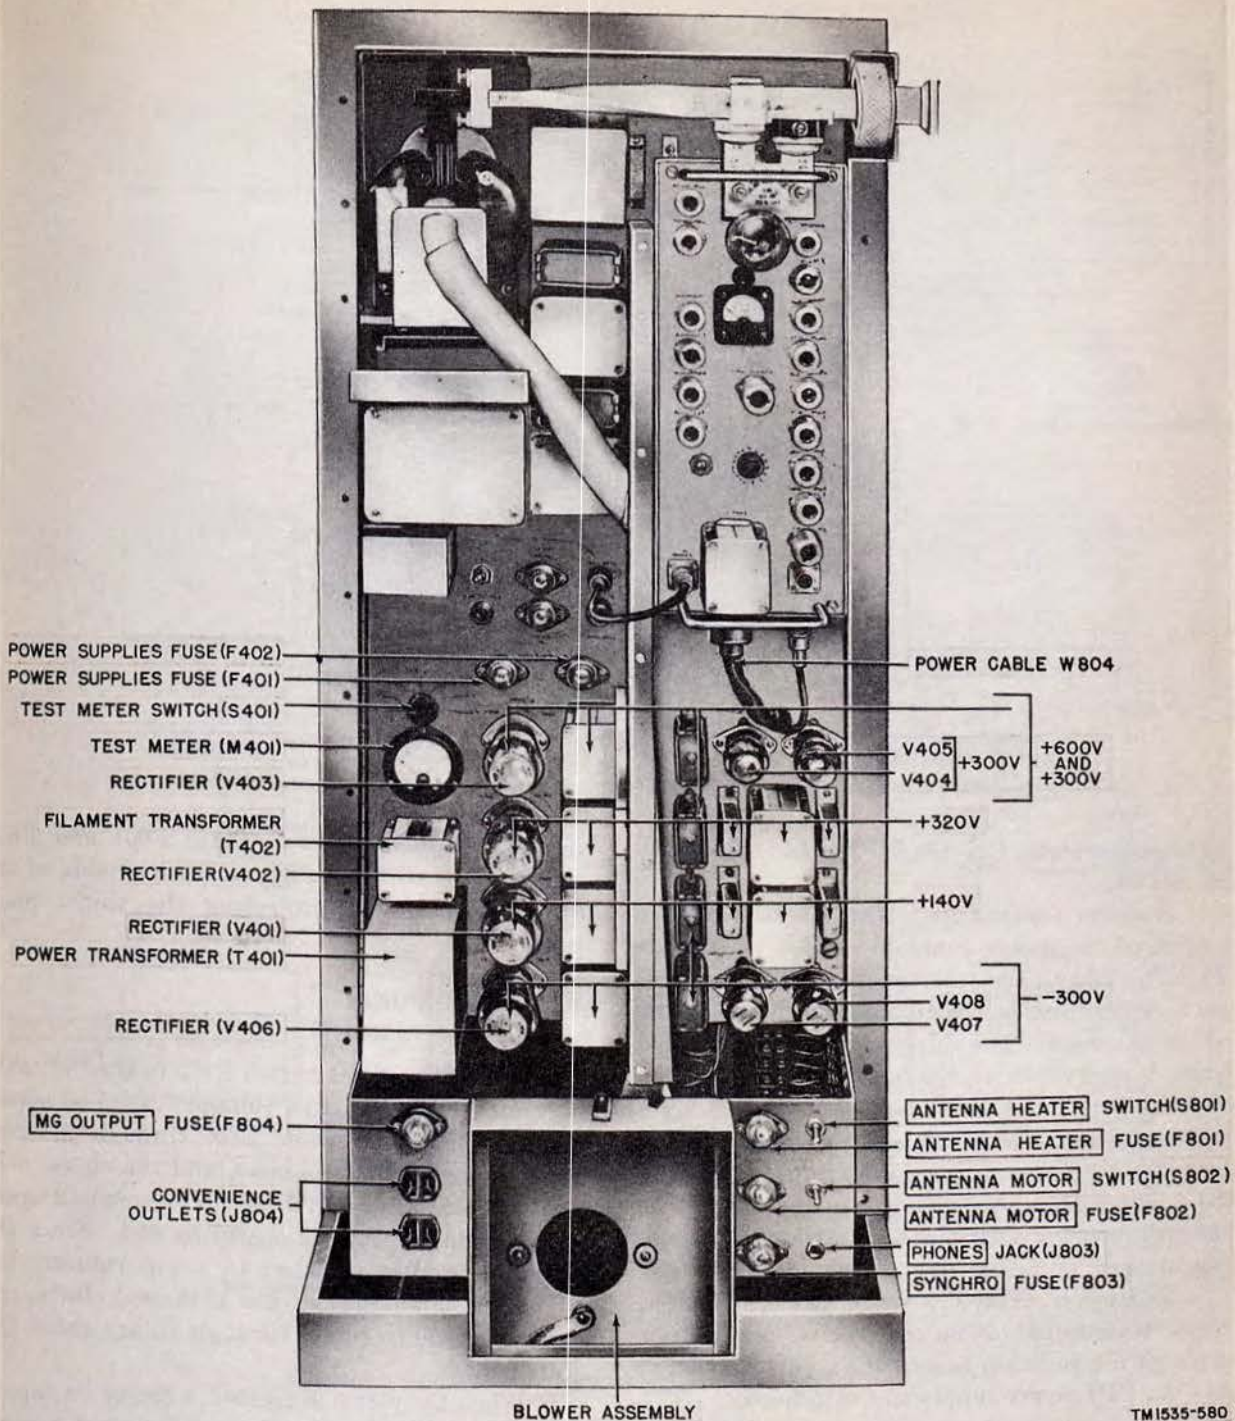 POWER SUPPLIES FUSE(F402)
POWER SUPPLIES FUSE(F401)
TEST METER SWITCH(S401)
TEST METER (M401)
RECTIFIER (V403)
FILAMENT TRANSFORMER
(T402)
RECTIFIER(V402)
RECTIFIER (V401)
POWER TRANSFORMER (T401)
RECTIFIER (V406)
MG OUTPUT FUSE(F804)
CONVENIENCE
OUTLETS(J804)
POWER CABLE W804
V405
V404
+300V
+600V
AND
+300V
+320V
+140V
V408
V407
-300V
ANTENNA HEATER SWITCH(S801)
ANTENNA HEATER FUSE(F801)
ANTENNA MOTOR SWITCH(S802)
ANTENNA MOTOR FUSE(F802)
PHONES JACK(J803)
SYNCHRO FUSE(F803)
BLOWER ASSEMBLY
TM1535-580